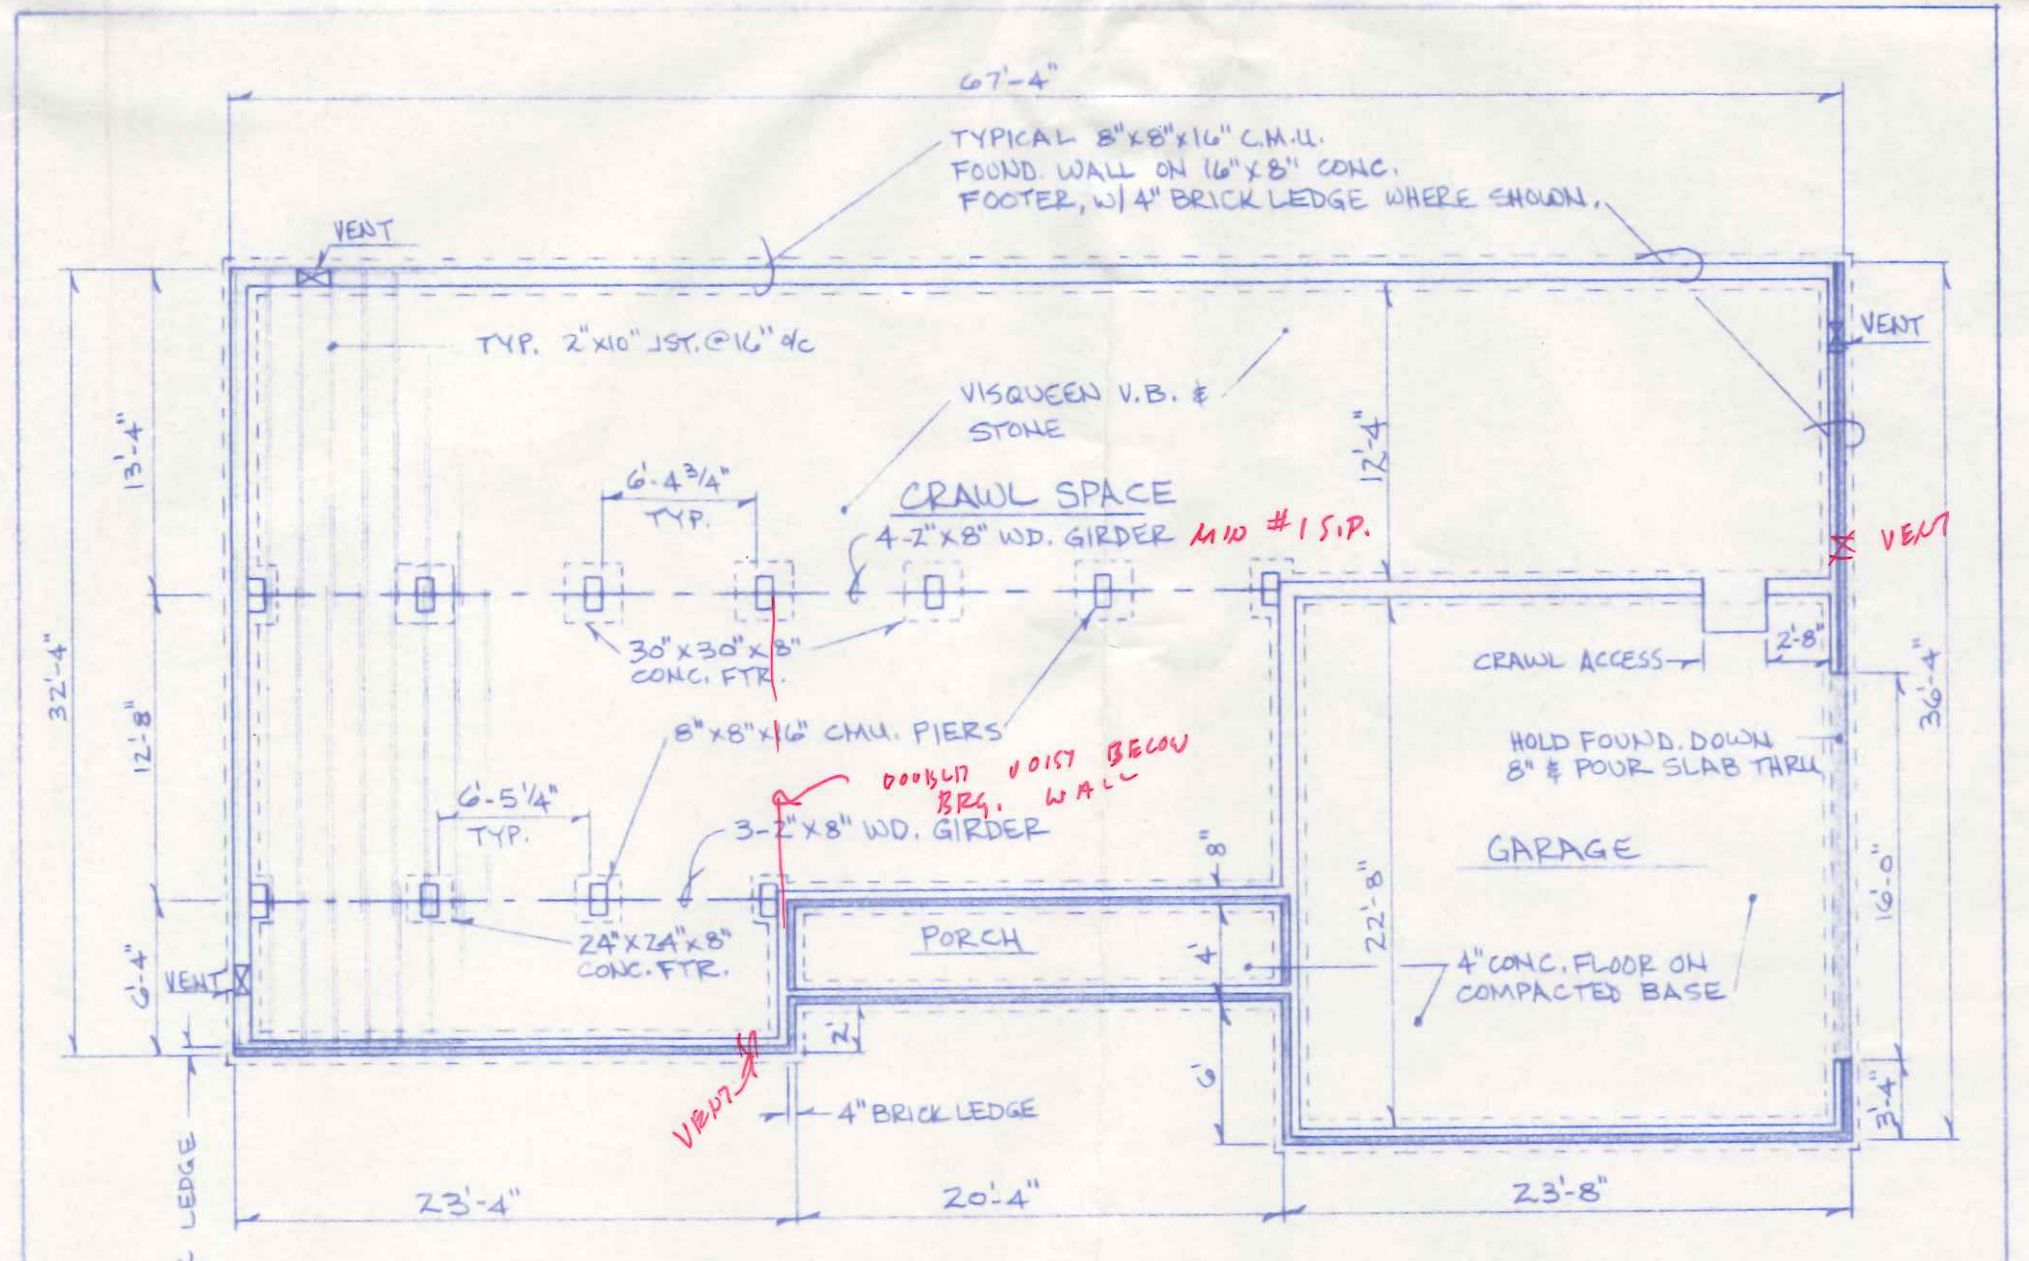 67'-4"
TYPICAL 8"x8"x16" C.M.U.
FOUND. WALL ON 16"x8" CONC.
FOOTER, W/ 4" BRICK LEDGE WHERE SHOWN.
VENT
TYP. 2"x10" JST. @ 16" o/c
VENT
VISQUEEN V.B. &
STONE
13'-4"
12'-4"
6'-4 3/4"
TYP.
CRAWL SPACE
4-2"x8" WD. GIRDER MIN #1 S.P.
VENT
30"x30"x8"
CONC. FTR.
CRAWL ACCESS
2'-8"
32'-4"
12'-8"
36'-4"
8"x8"x16" CMU. PIERS
HOLD FOUND. DOWN
8" & POUR SLAB THRU
DOUBLE JOIST BELOW
BRG. WALL
6'-5 1/4"
TYP.
3-2"x8" WD. GIRDER
8"
GARAGE
22'-8"
16'-0"
24"x24"x8"
CONC. FTR.
PORCH
4'
4" CONC. FLOOR ON
COMPACTED BASE
6'-4"
VENT
2'
6'
3'-4"
VENT
4" BRICK LEDGE
LEDGE
23'-4"
20'-4"
23'-8"